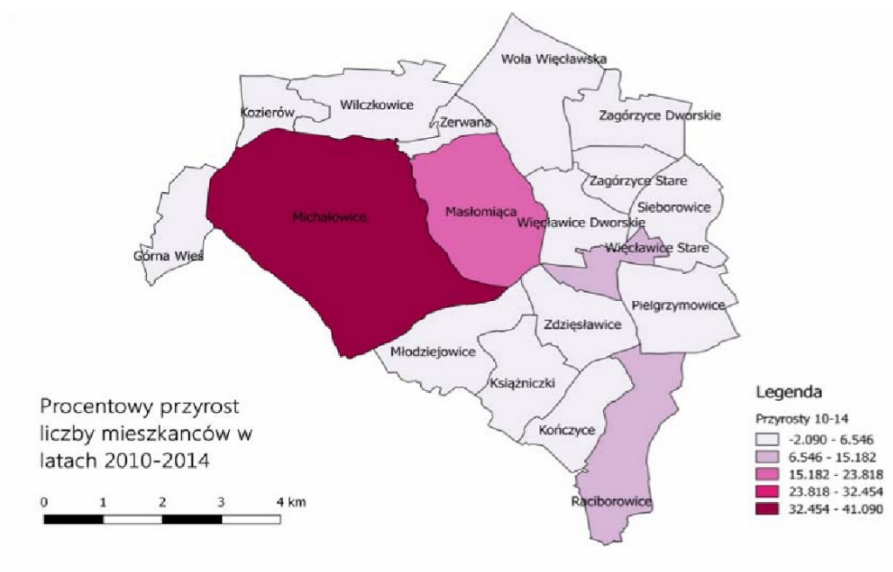 Wola Więcławska
Kozierów
Wilczkowice
Zerwana
Zagórzyce Dworskie
Zagórzyce Stare
Sieborowice
Michałowice
Masłomiąca
Więcławice Dworskie
Więcławice Stare
Górna Wieś
Pielgrzymowice
Zdzięsławice
Młodziejowice
Książniczki
Kończyce
Raciborowice
Procentowy przyrost
liczby mieszkanców w
latach 2010-2014
0 1 2 3 4 km
Legenda
Przyrosty 10-14
-2.090 - 6.546
6.546 - 15.182
15.182 - 23.818
23.818 - 32.454
32.454 - 41.090